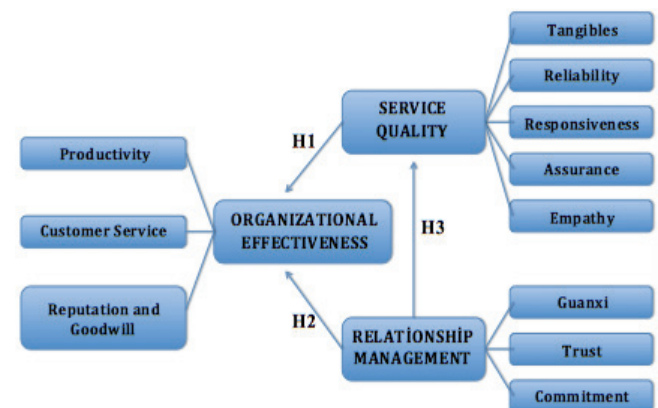 Tangibles
Reliability
SERVICE
QUALITY
Responsiveness
H1
Productivity
Assurance
ORGANIZATIONAL
EFFECTIVENESS
Customer Service
Empathy
H3
Reputation and
Goodwill
H2
Guanxi
RELATİONSHİP
MANAGEMENT
Trust
Commitment